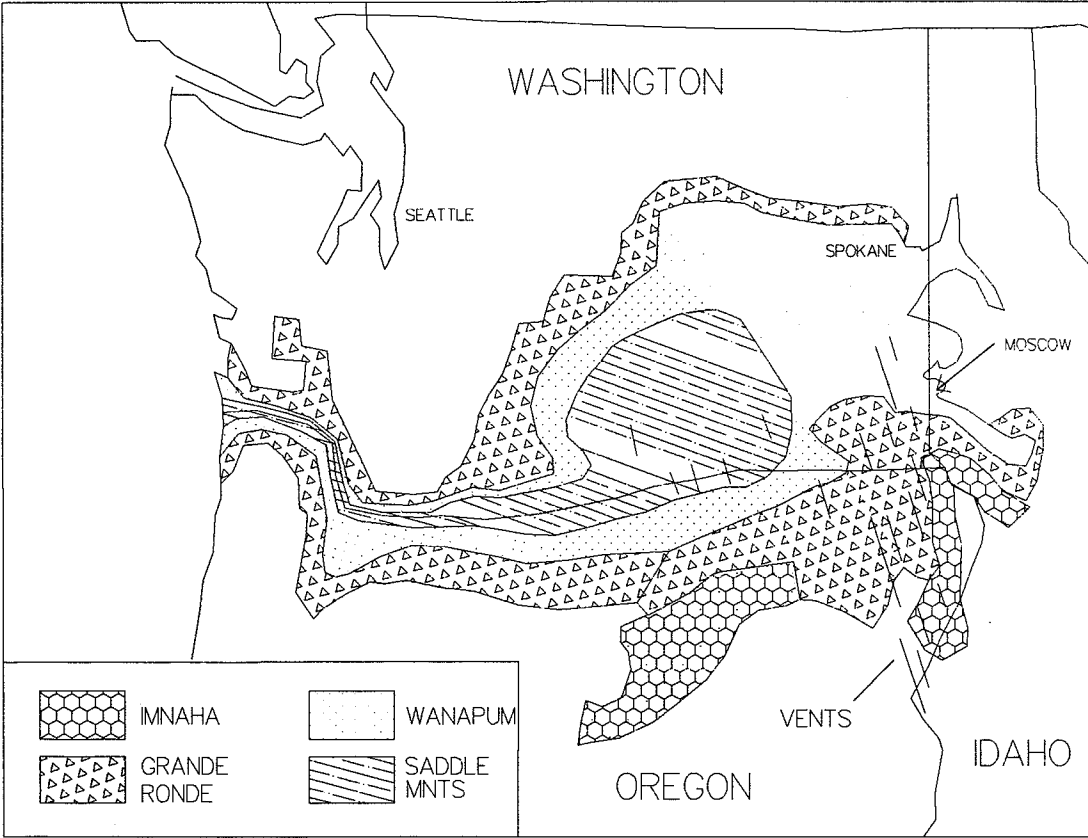 WASHINGTON
SEATTLE
SPOKANE
MOSCOW
VENTS
OREGON
IDAHO
IMNAHA
WANAPUM
GRANDE
RONDE
SADDLE
MNTS